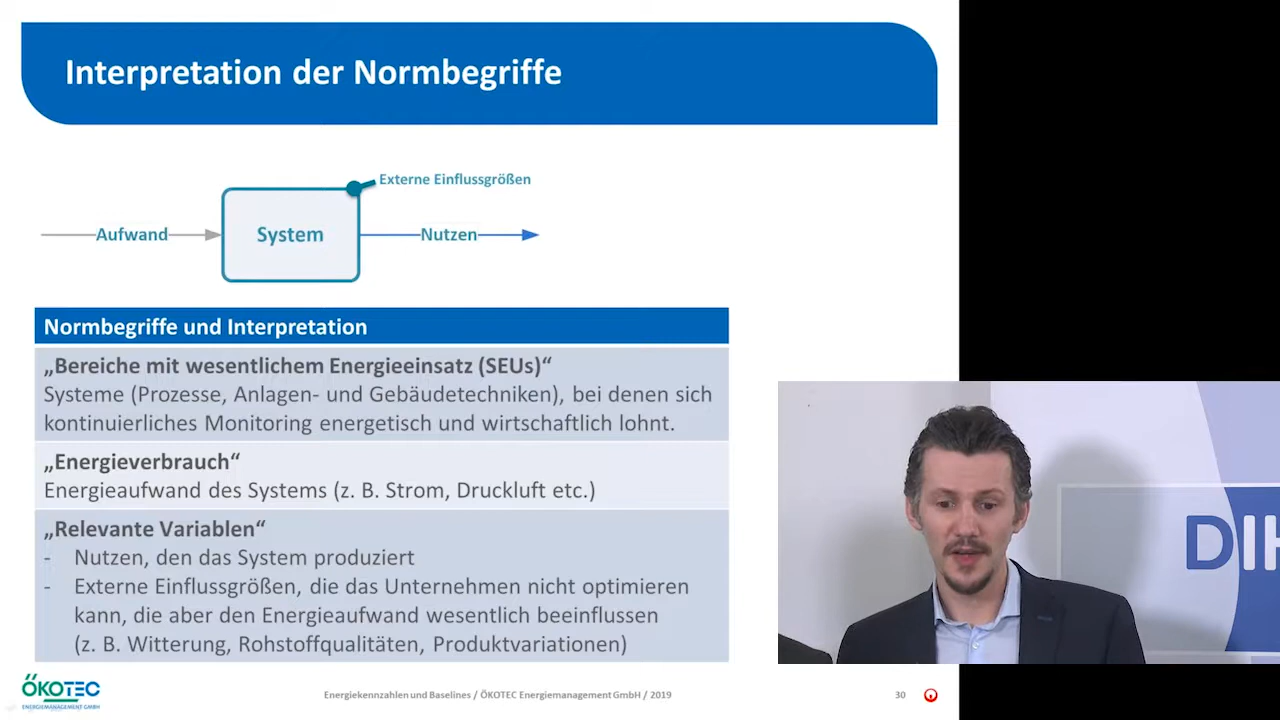 Interpretation der Normbegriffe
Externe Einflussgrößen
Aufwand
System
Nutzen
Normbegriffe und Interpretation
„Bereiche mit wesentlichem Energieeinsatz (SEUs)“
Systeme (Prozesse, Anlagen- und Gebäudetechniken), bei denen sich
kontinuierliches Monitoring energetisch und wirtschaftlich lohnt.
„Energieverbrauch“
Energieaufwand des Systems (z. B. Strom, Druckluft etc.)
„Relevante Variablen“
- Nutzen, den das System produziert
- Externe Einflussgrößen, die das Unternehmen nicht optimieren
kann, die aber den Energieaufwand wesentlich beeinflussen
(z. B. Witterung, Rohstoffqualitäten, Produktvariationen)
DIH
ÖKOTEC
ENERGIEMANAGEMENT GMBH
Energiekennzahlen und Baselines / ÖKOTEC Energiemanagement GmbH / 2019
30